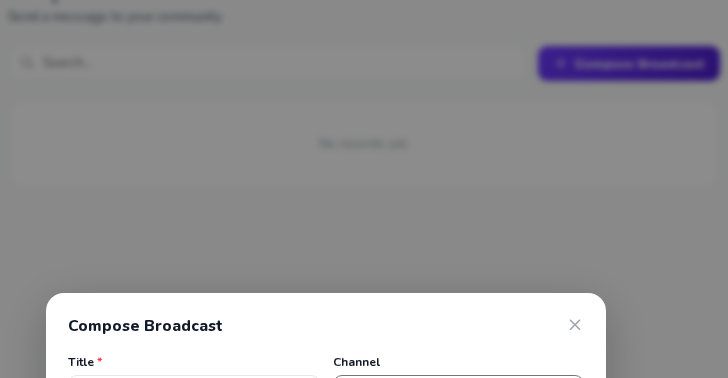 Send a message to your community
Search...
Compose Broadcast
No records yet
Compose Broadcast
Title *
Channel